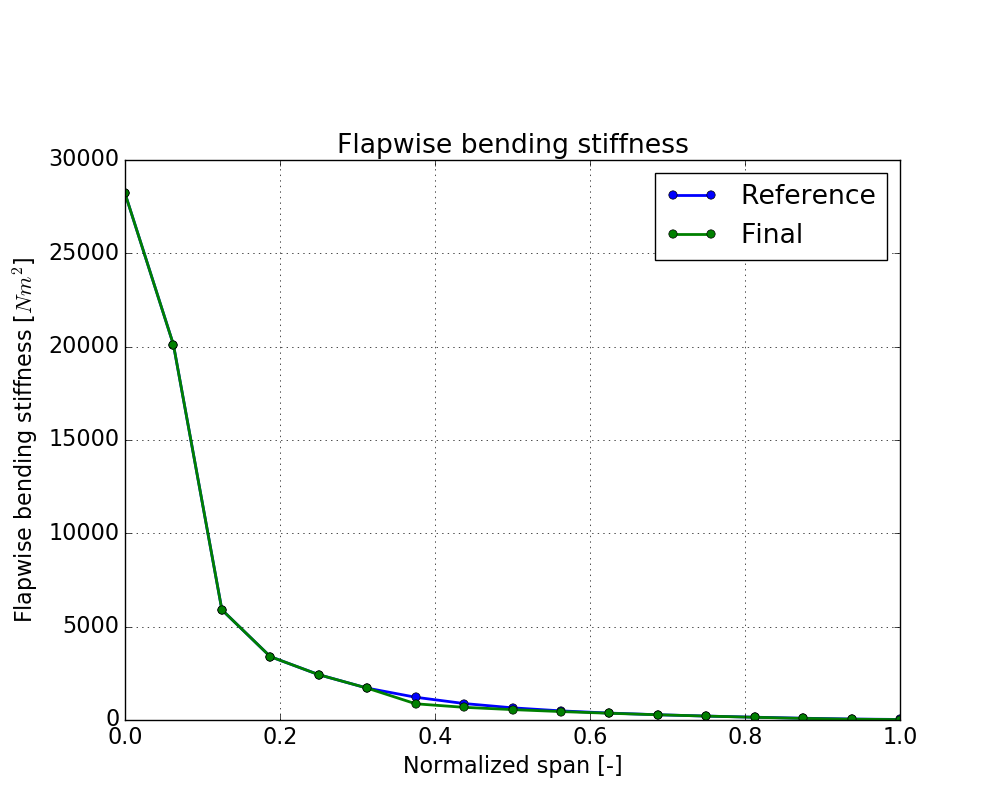 Flapwise bending stiffness
Flapwise bending stiffness [Nm²]
30000
25000
20000
15000
10000
5000
0
Reference
Final
0.0 0.2 0.4 0.6 0.8 1.0
Normalized span [-]